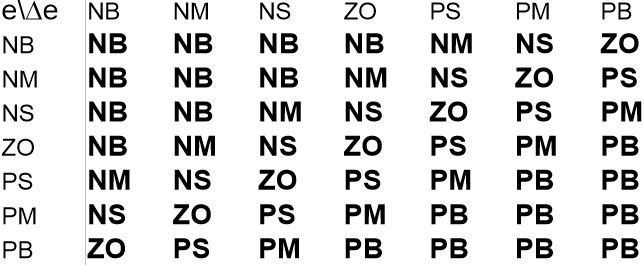 e\Δe NB NM NS ZO PS PM PB
NB NB NB NB NB NM NS ZO
NM NB NB NB NM NS ZO PS
NS NB NB NM NS ZO PS PM
ZO NB NM NS ZO PS PM PB
PS NM NS ZO PS PM PB PB
PM NS ZO PS PM PB PB PB
PB ZO PS PM PB PB PB PB